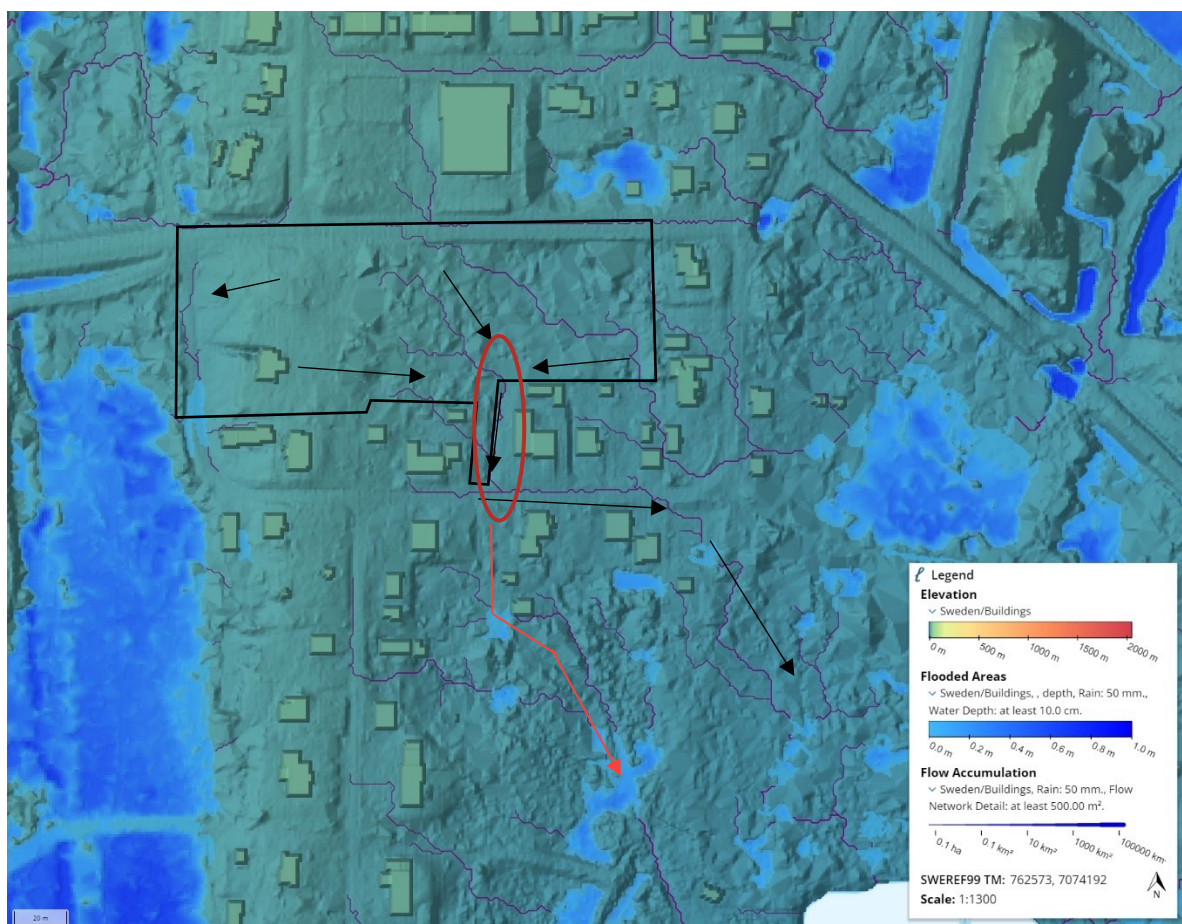 Legend
Elevation
Sweden/Buildings
0 m
500 m
1000 m
1500 m
2000 m
Flooded Areas
Sweden/Buildings, , depth, Rain: 50 mm.,
Water Depth: at least 10.0 cm.
0.0 m
0.2 m
0.4 m
0.6 m
0.8 m
1.0 m
Flow Accumulation
Sweden/Buildings, Rain: 50 mm., Flow
Network Detail: at least 500.00 m².
0.1 ha
0.1 km²
10 km²
1000 km²
100000 km
SWEREF99 TM: 762573, 7074192
Scale: 1:1300
N
20 m